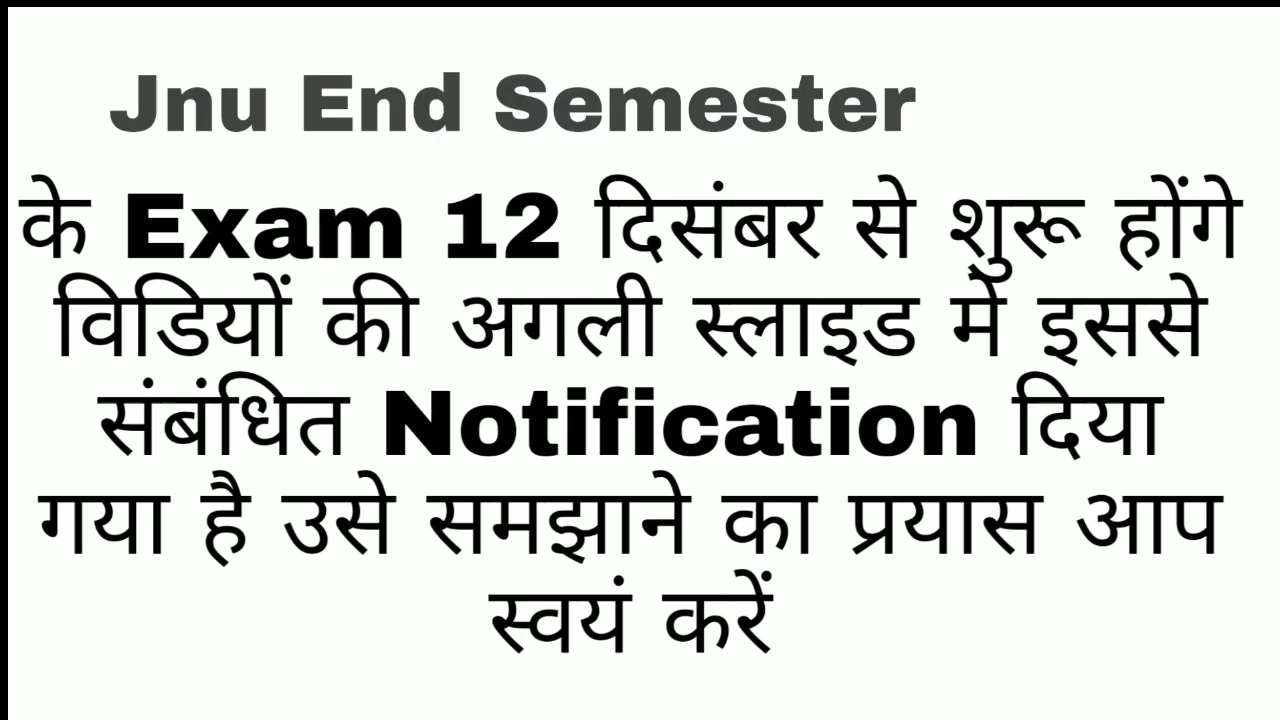 Jnu End Semester
के Exam 12 दिसंबर से शुरू होंगे
विडियों की अगली स्लाइड मे इससे
संबंधित Notification दिया
गया है उसे समझाने का प्रयास आप
स्वयं करें